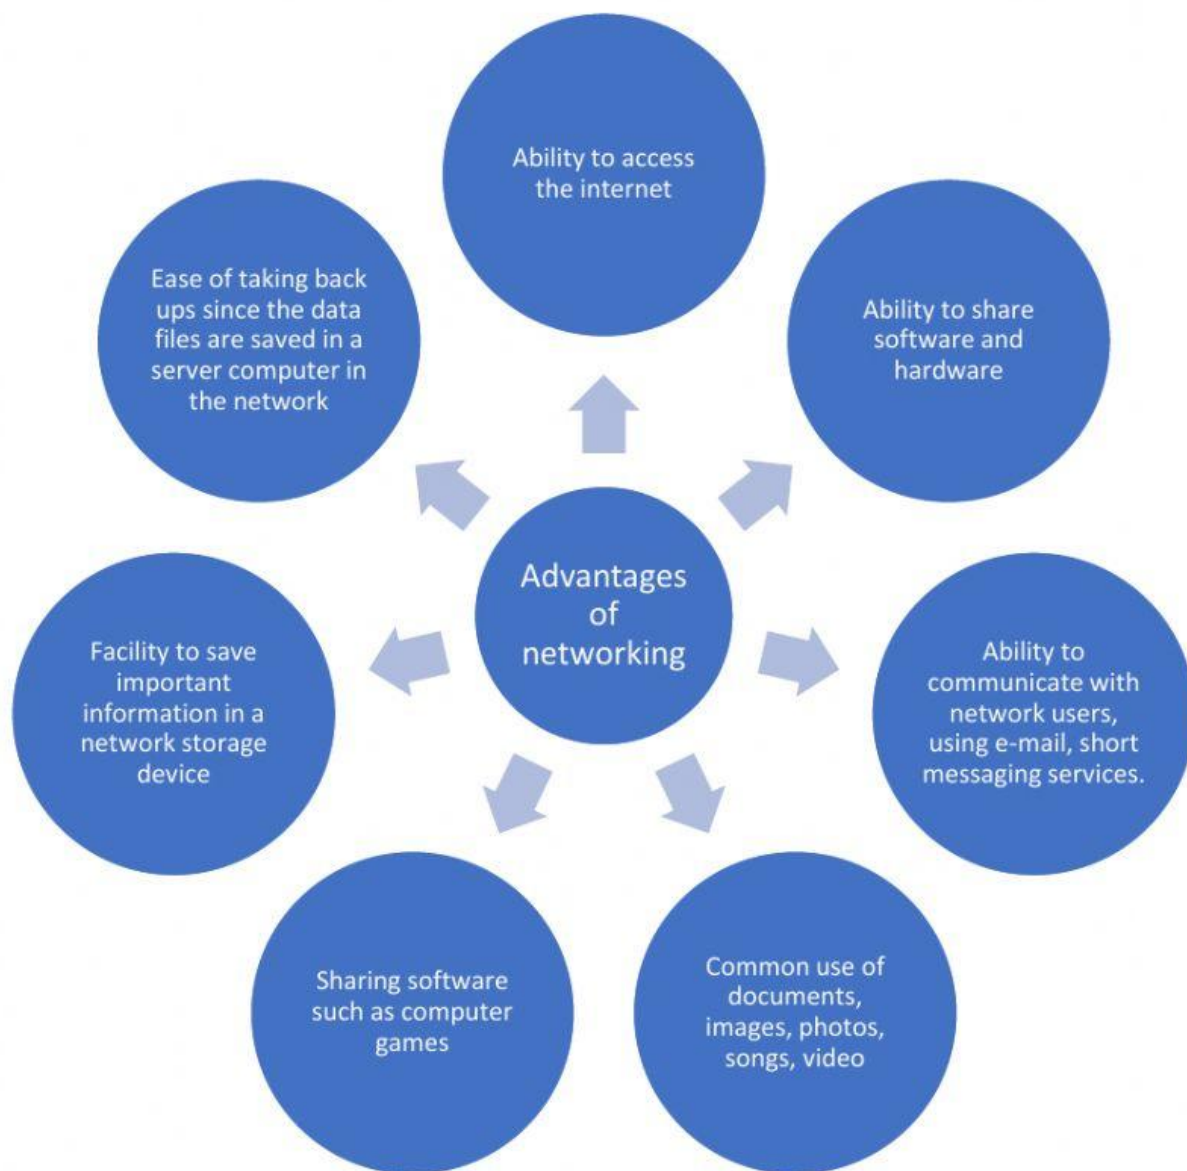 Ability to access
the internet
Ability to share
software and
hardware
Ability to
communicate with
network users,
using e-mail, short
messaging services.
Common use of
documents,
images, photos,
songs, video
Sharing software
such as computer
games
Facility to save
important
information in a
network storage
device
Ease of taking back
ups since the data
files are saved in a
server computer in
the network
Advantages
of
networking